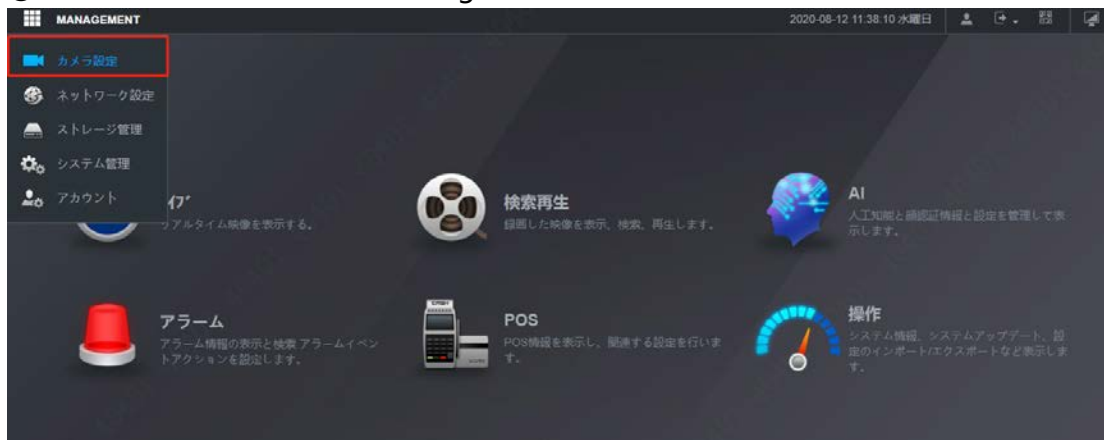 MANAGEMENT
2020-08-12 11:38:10 水曜日
カメラ設定
ネットワーク設定
ストレージ管理
システム管理
アカウント
イブ
リアルタイム映像を表示する。
検索再生
録画した映像を表示、検索、再生します。
AI
人工知能と顔認証情報と設定を管理して表
示します。
アラーム
アラーム情報の表示と検索 アラームイベン
トアクションを設定します。
POS
POS情報を表示し、関連する設定を行いま
す。
操作
システム情報、システムアップデート、設
定のインポート/エクスポートなど表示しま
す。